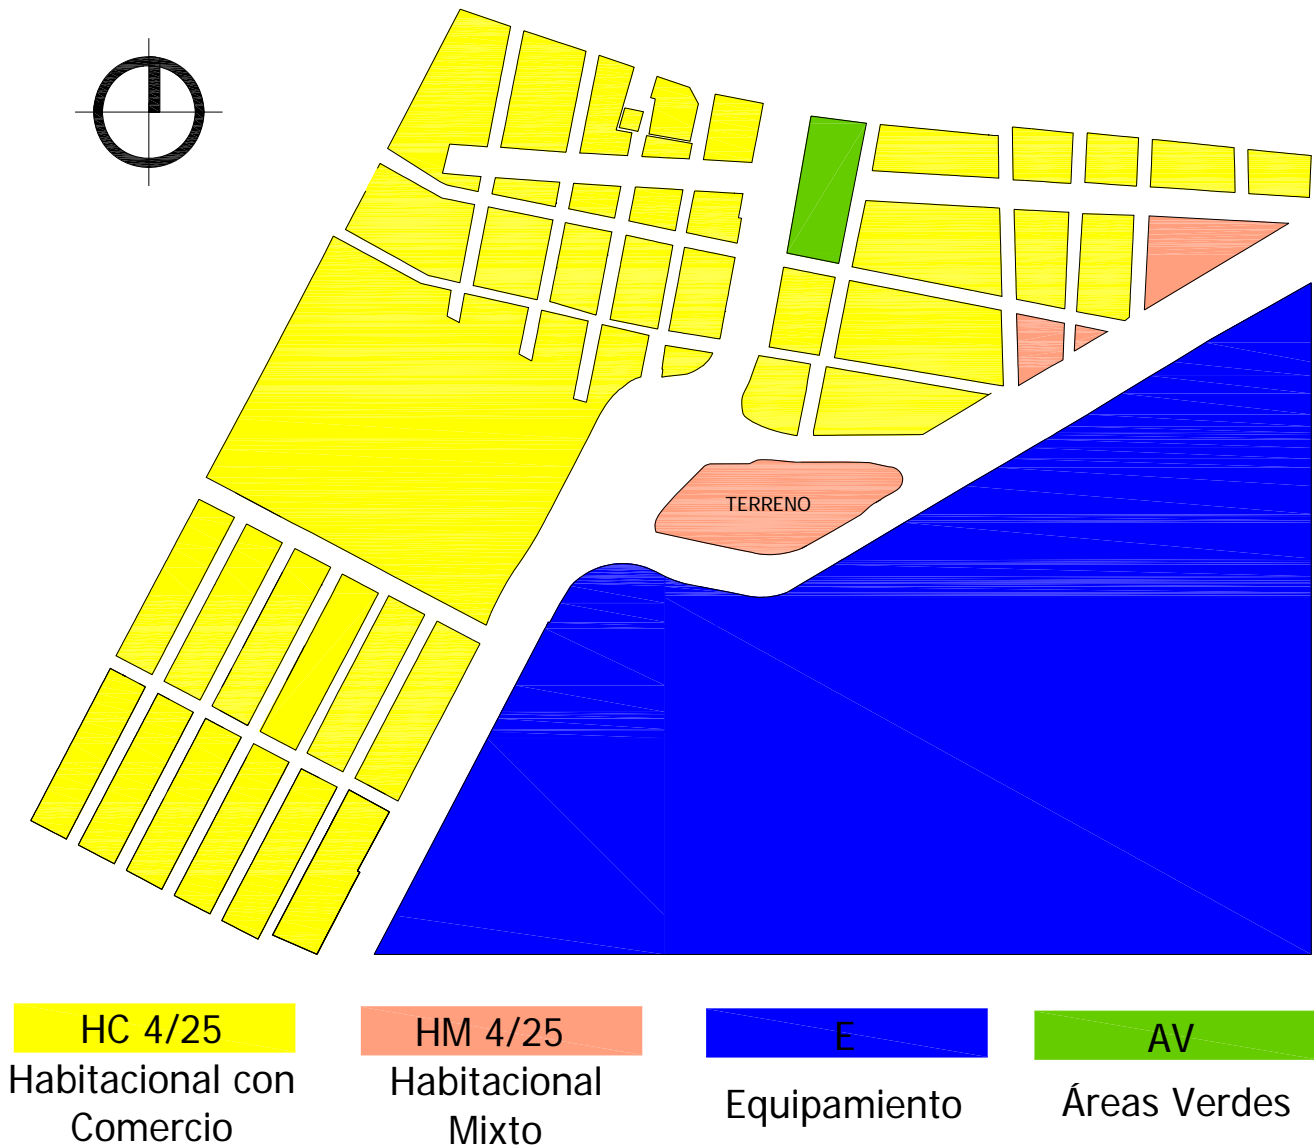 TERRENO
HC 4/25
Habitacional con
Comercio
HM 4/25
Habitacional
Mixto
E
Equipamiento
AV
Áreas Verdes